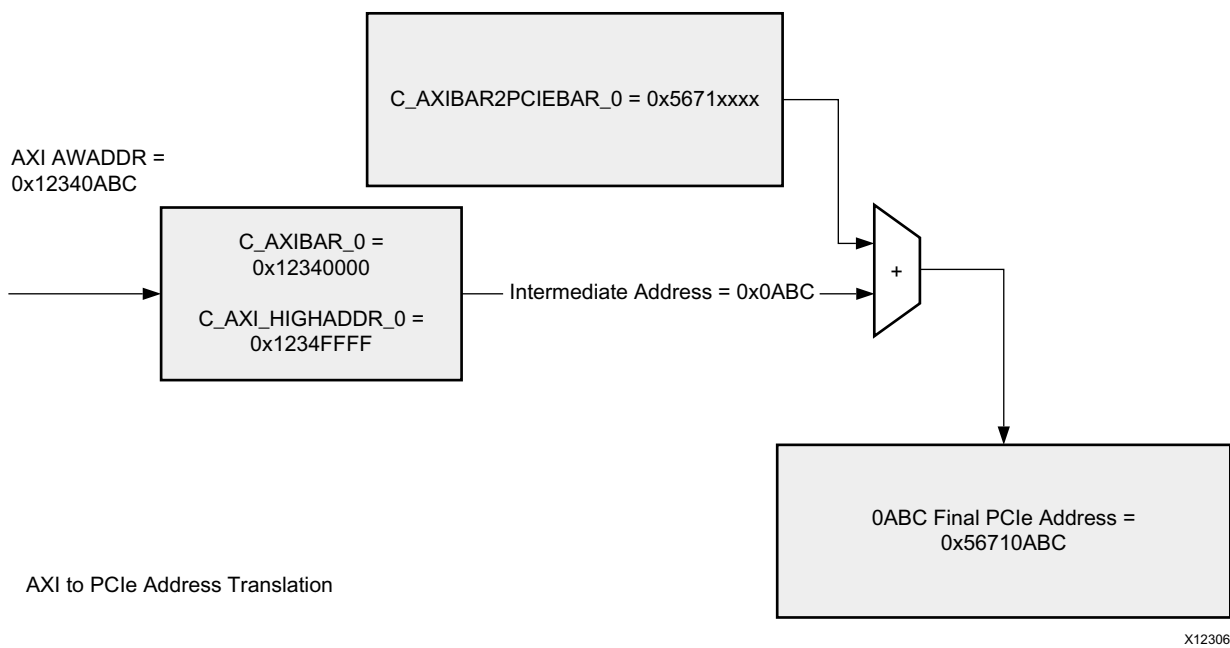 C_AXIBAR2PCIEBAR_0 = 0x5671xxxx
AXI AWADDR =
0x12340ABC
C_AXIBAR_0 =
0x12340000
C_AXI_HIGHADDR_0 =
0x1234FFFF
Intermediate Address = 0x0ABC
+
0ABC Final PCIe Address =
0x56710ABC
AXI to PCIe Address Translation
X12306